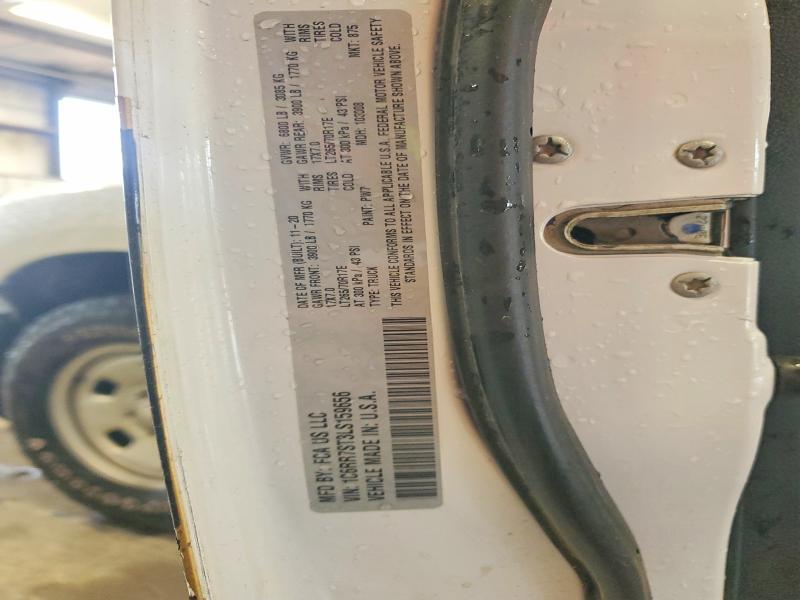 MFD BY: FCA US LLC
VIN: 1C6RR7ST3LS159656
VEHICLE MADE IN: U.S.A.
DATE OF MFR (BUILT): 11-20 GVWR: 6800 LB / 3085 KG
GAWR FRONT: 3900 LB / 1770 KG WITH GAWR REAR: 3900 LB / 1770 KG WITH
17X7.0 RIMS 17X7.0 RIMS
LT265/70R17E TIRES LT265/70R17E TIRES
AT 300 kPa / 43 PSI COLD AT 300 kPa / 43 PSI COLD
TYPE: TRUCK PAINT: PW7 MDH: 103008 MKT: 875
THIS VEHICLE CONFORMS TO ALL APPLICABLE U.S.A. FEDERAL MOTOR VEHICLE SAFETY
STANDARDS IN EFFECT ON THE DATE OF MANUFACTURE SHOWN ABOVE.